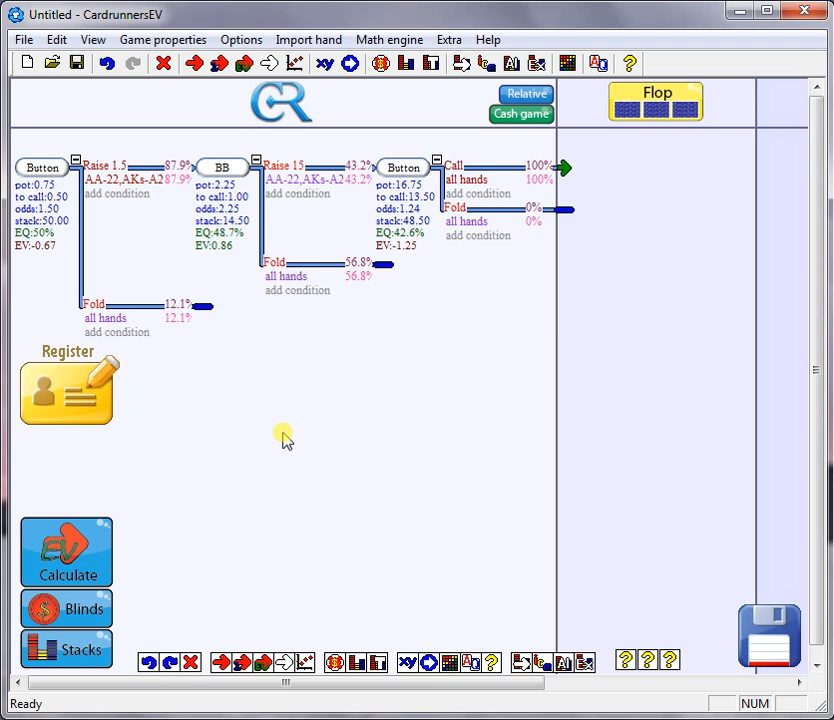 Untitled - CardrunnersEV
File Edit View Game properties Options Import hand Math engine Extra Help
CR
Relative
Cash game
Flop
Button
Raise 1.5 87.9%
AA-22,AKs-A2 87.9%
add condition
pot:0.75
to call:0.50
odds:1.50
stack:50.00
EQ:50%
EV:-0.67
Fold 12.1%
all hands 12.1%
add condition
BB
Raise 15 43.2%
AA-22,AKs-A2 43.2%
add condition
pot:2.25
to call:1.00
odds:2.25
stack:14.50
EQ:48.7%
EV:0.86
Fold 56.8%
all hands 56.8%
add condition
Button
Call 100%
all hands 100%
add condition
pot:16.75
to call:13.50
odds:1.24
stack:48.50
EQ:42.6%
EV:-1.25
Fold 0%
all hands 0%
add condition
Register
EV
Calculate
Blinds
Stacks
Ready
NUM